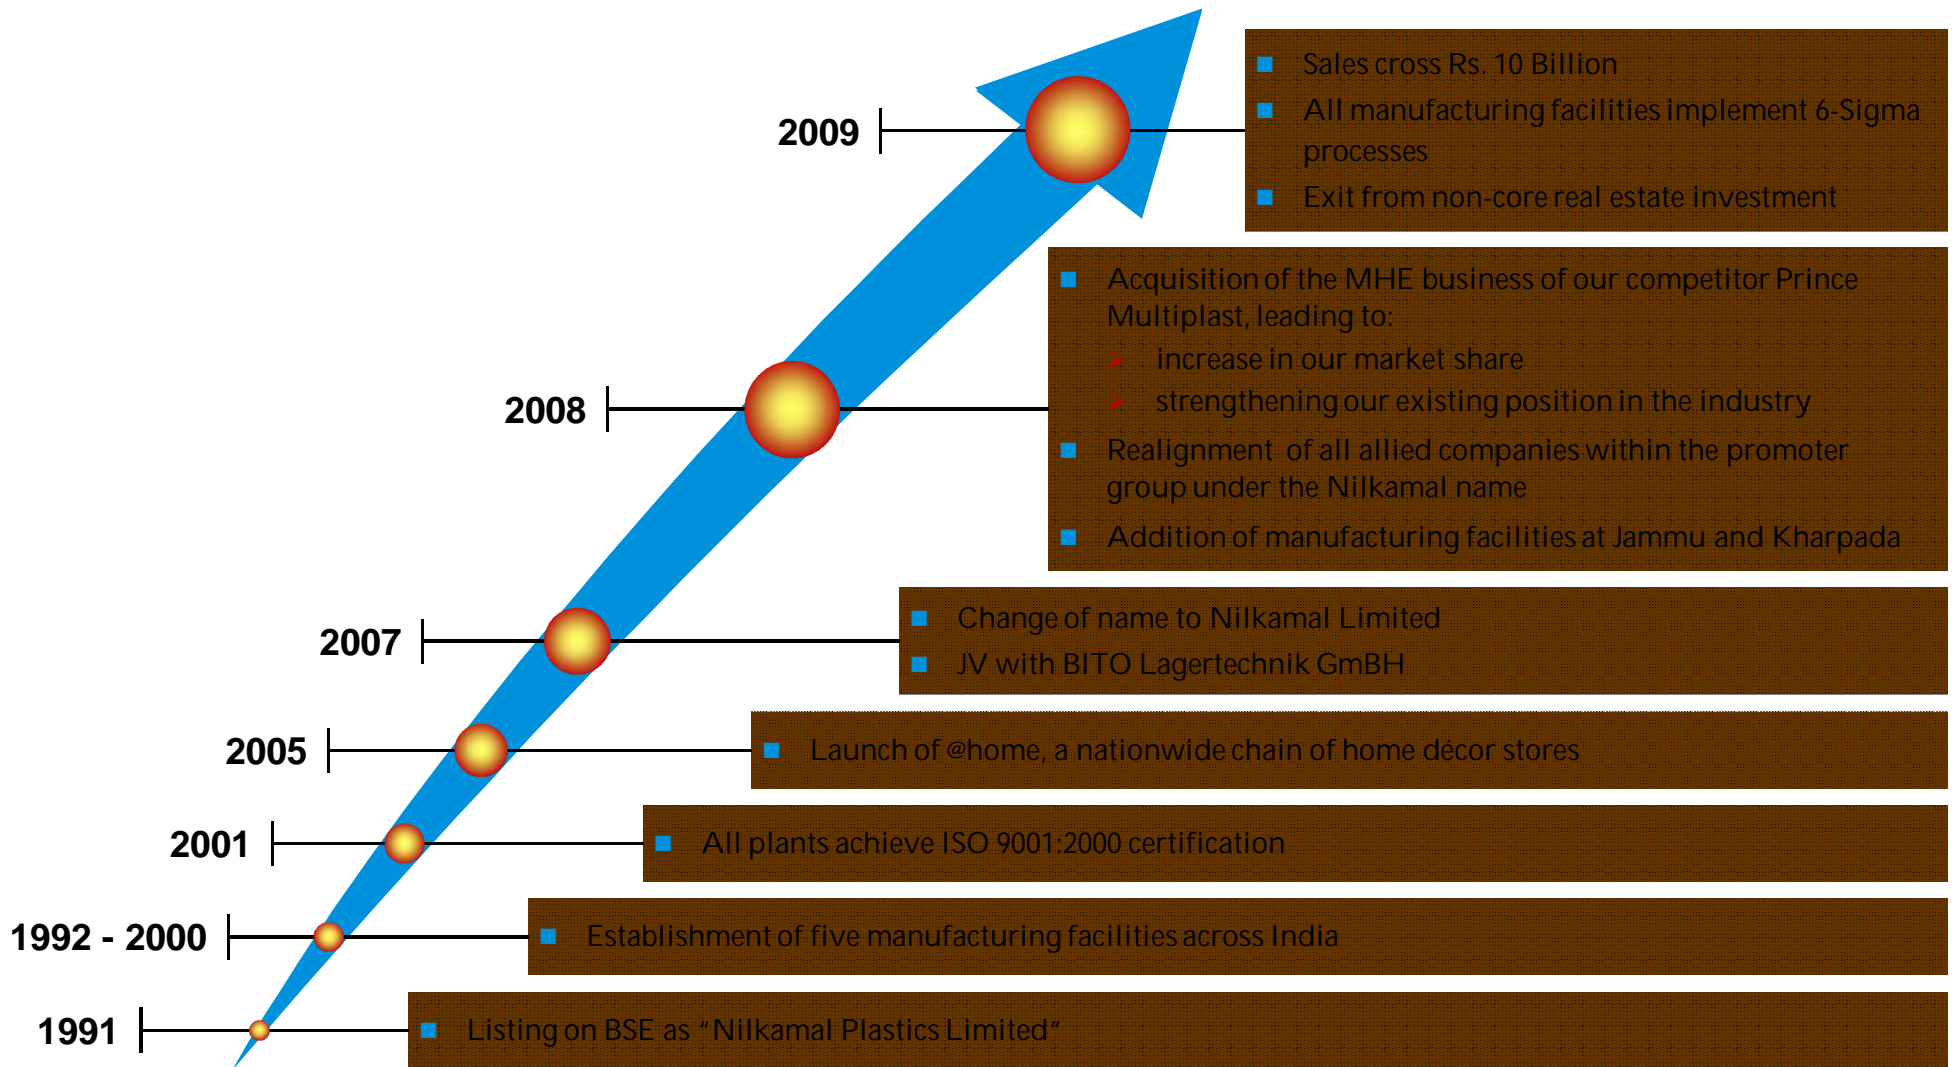 2009
Sales cross Rs. 10 Billion
All manufacturing facilities implement 6-Sigma
processes
Exit from non-core real estate investment
2008
Acquisition of the MHE business of our competitor Prince
Multiplast, leading to:
increase in our market share
strengthening our existing position in the industry
Realignment of all allied companies within the promoter
group under the Nilkamal name
Addition of manufacturing facilities at Jammu and Kharpada
2007
Change of name to Nilkamal Limited
JV with BITO Lagertechnik GmBH
2005
Launch of @home, a nationwide chain of home décor stores
2001
All plants achieve ISO 9001:2000 certification
1992 - 2000
Establishment of five manufacturing facilities across India
1991
Listing on BSE as “Nilkamal Plastics Limited”